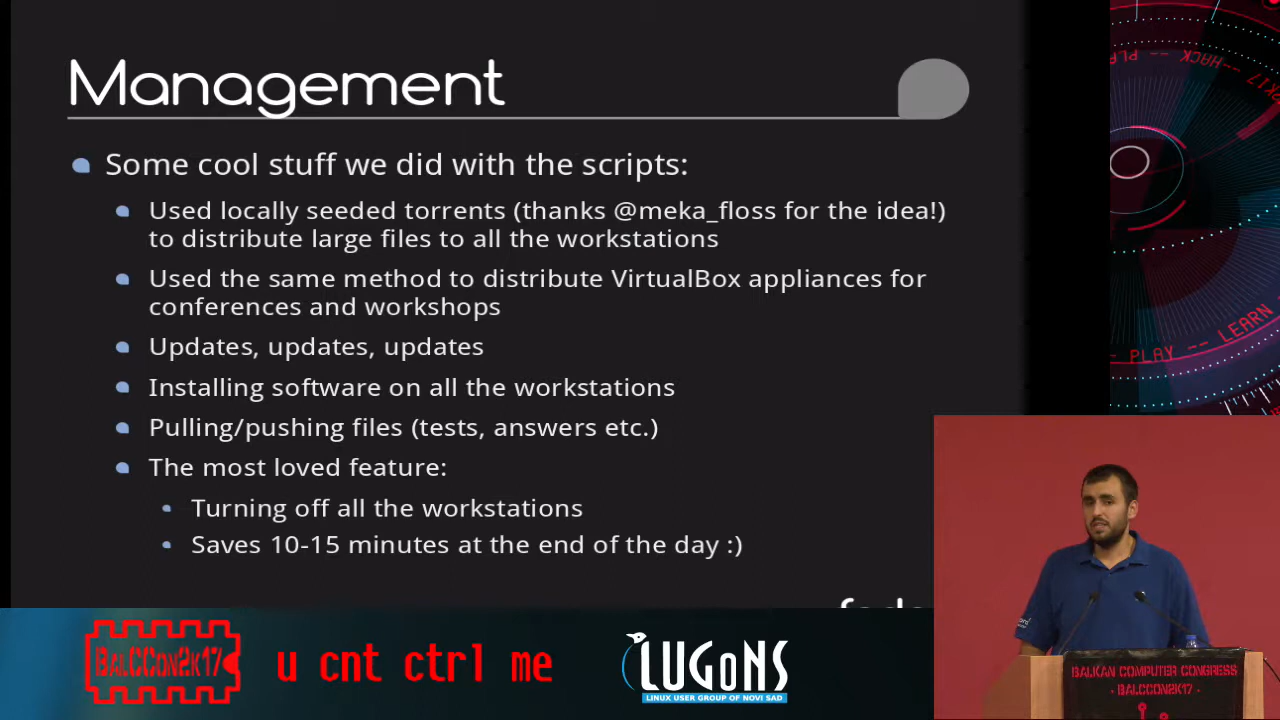 Management
Some cool stuff we did with the scripts:
Used locally seeded torrents (thanks @meka_floss for the idea!)
to distribute large files to all the workstations
Used the same method to distribute VirtualBox appliances for
conferences and workshops
Updates, updates, updates
Installing software on all the workstations
Pulling/pushing files (tests, answers etc.)
The most loved feature:
Turning off all the workstations
Saves 10-15 minutes at the end of the day :)
HACK --
-- PLAY -- LEARN
BALCCON2K17
u cnt ctrl me
LUGoNS
LINUX USER GROUP OF NOVI SAD
BALKAN COMPUTER CONGRESS
- BALCCON2K17 -